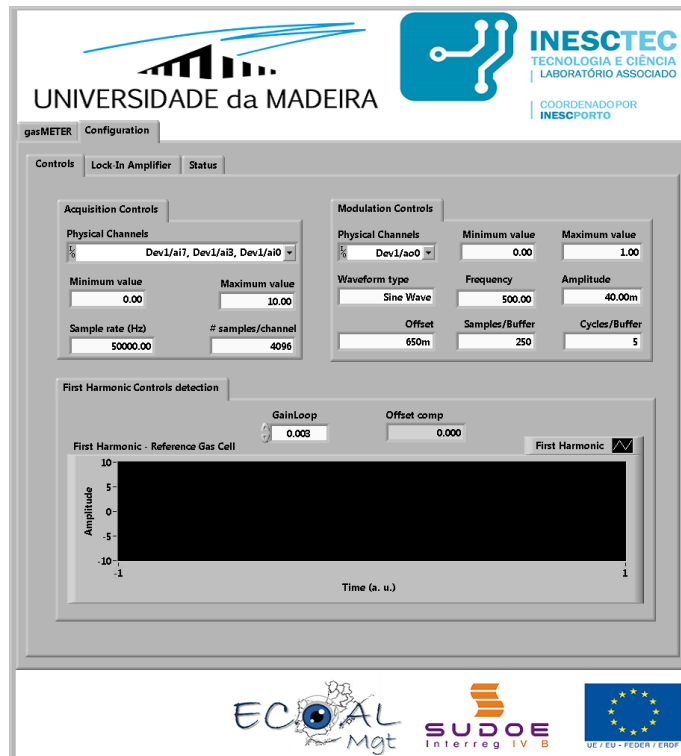 UNIVERSIDADE da MADEIRA
INESCTEC
TECNOLOGIA E CIÊNCIA
LABORATÓRIO ASSOCIADO
COORDENADO POR
INESCPORTO
gasMETER Configuration
Controls Lock-In Amplifier Status
Acquisition Controls
Physical Channels
Dev1/ai7, Dev1/ai3, Dev1/ai0
Minimum value Maximum value
0.00 10.00
Sample rate (Hz) # samples/channel
50000.00 4096
Modulation Controls
Physical Channels Minimum value Maximum value
Dev1/ao0 0.00 1.00
Waveform type Frequency Amplitude
Sine Wave 500.00 40.00m
Offset Samples/Buffer Cycles/Buffer
650m 250 5
First Harmonic Controls detection
GainLoop Offset comp
0.003 0.000
First Harmonic - Reference Gas Cell First Harmonic
10
5
0
-5
-10
Amplitude
-1 1
Time (a. u.)
ECOAL
Mgt
SUDOE
Interreg IV B
UE / EU - FEDER / ERDF